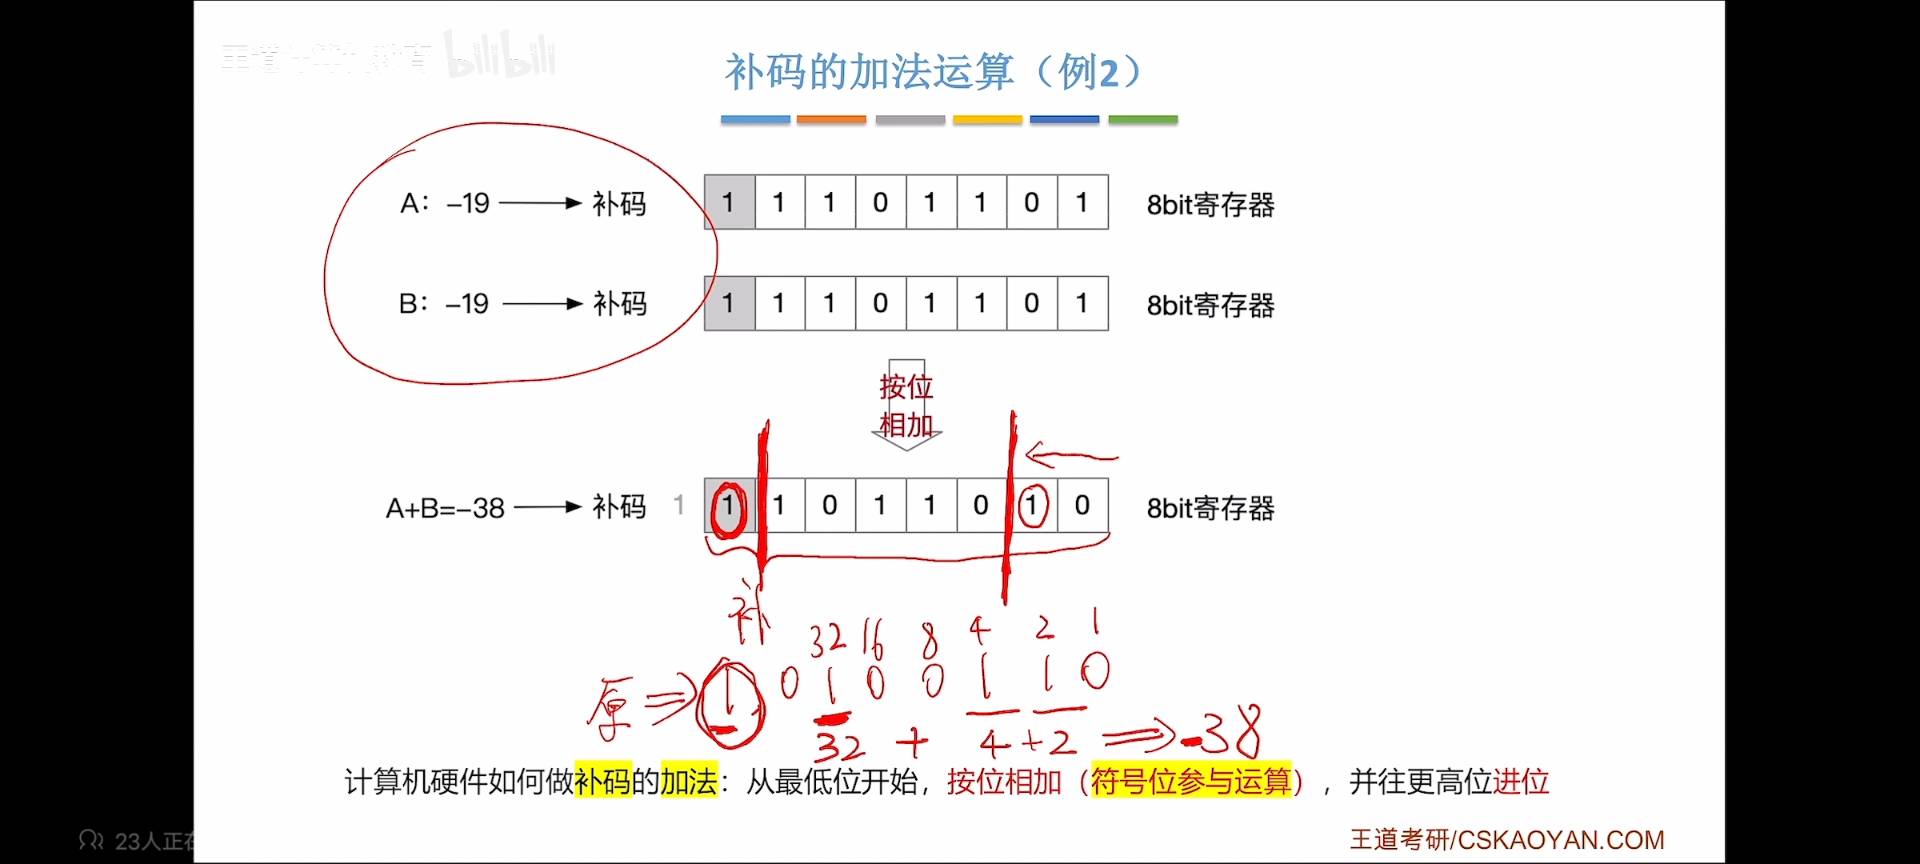 bilibili
补码的加法运算（例2）
A：−19 补码 1 1 1 0 1 1 0 1 8bit寄存器
B：−19 补码 1 1 1 0 1 1 0 1 8bit寄存器
按位
相加
A+B=−38 补码 1 1 1 0 1 1 0 1 0 8bit寄存器
补
32 16 8 4 2 1
原 ⇒ 1 0 1 0 0 1 1 0
32 + 4+2 ⇒ -38
计算机硬件如何做补码的加法：从最低位开始，按位相加（符号位参与运算），并往更高位进位
23人正在
王道考研/CSKAOYAN.COM